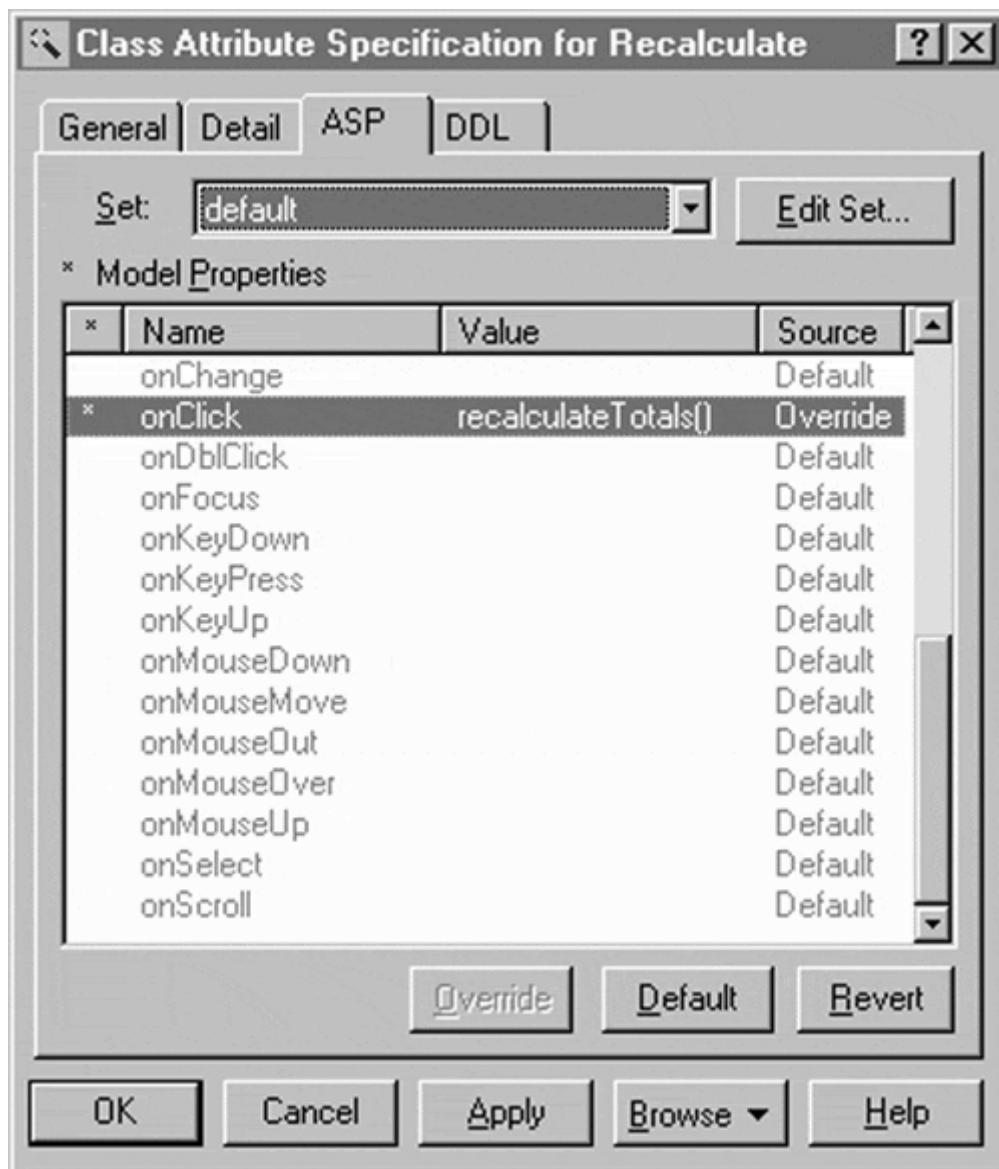 Class Attribute Specification for Recalculate ? ×
General Detail ASP DDL
Set: default Edit Set...
* Model Properties
* Name Value Source
onChange Default
* onClick recalculateTotals() Override
onDblClick Default
onFocus Default
onKeyDown Default
onKeyPress Default
onKeyUp Default
onMouseDown Default
onMouseMove Default
onMouseOut Default
onMouseOver Default
onMouseUp Default
onSelect Default
onScroll Default
Override Default Revert
OK Cancel Apply Browse Help